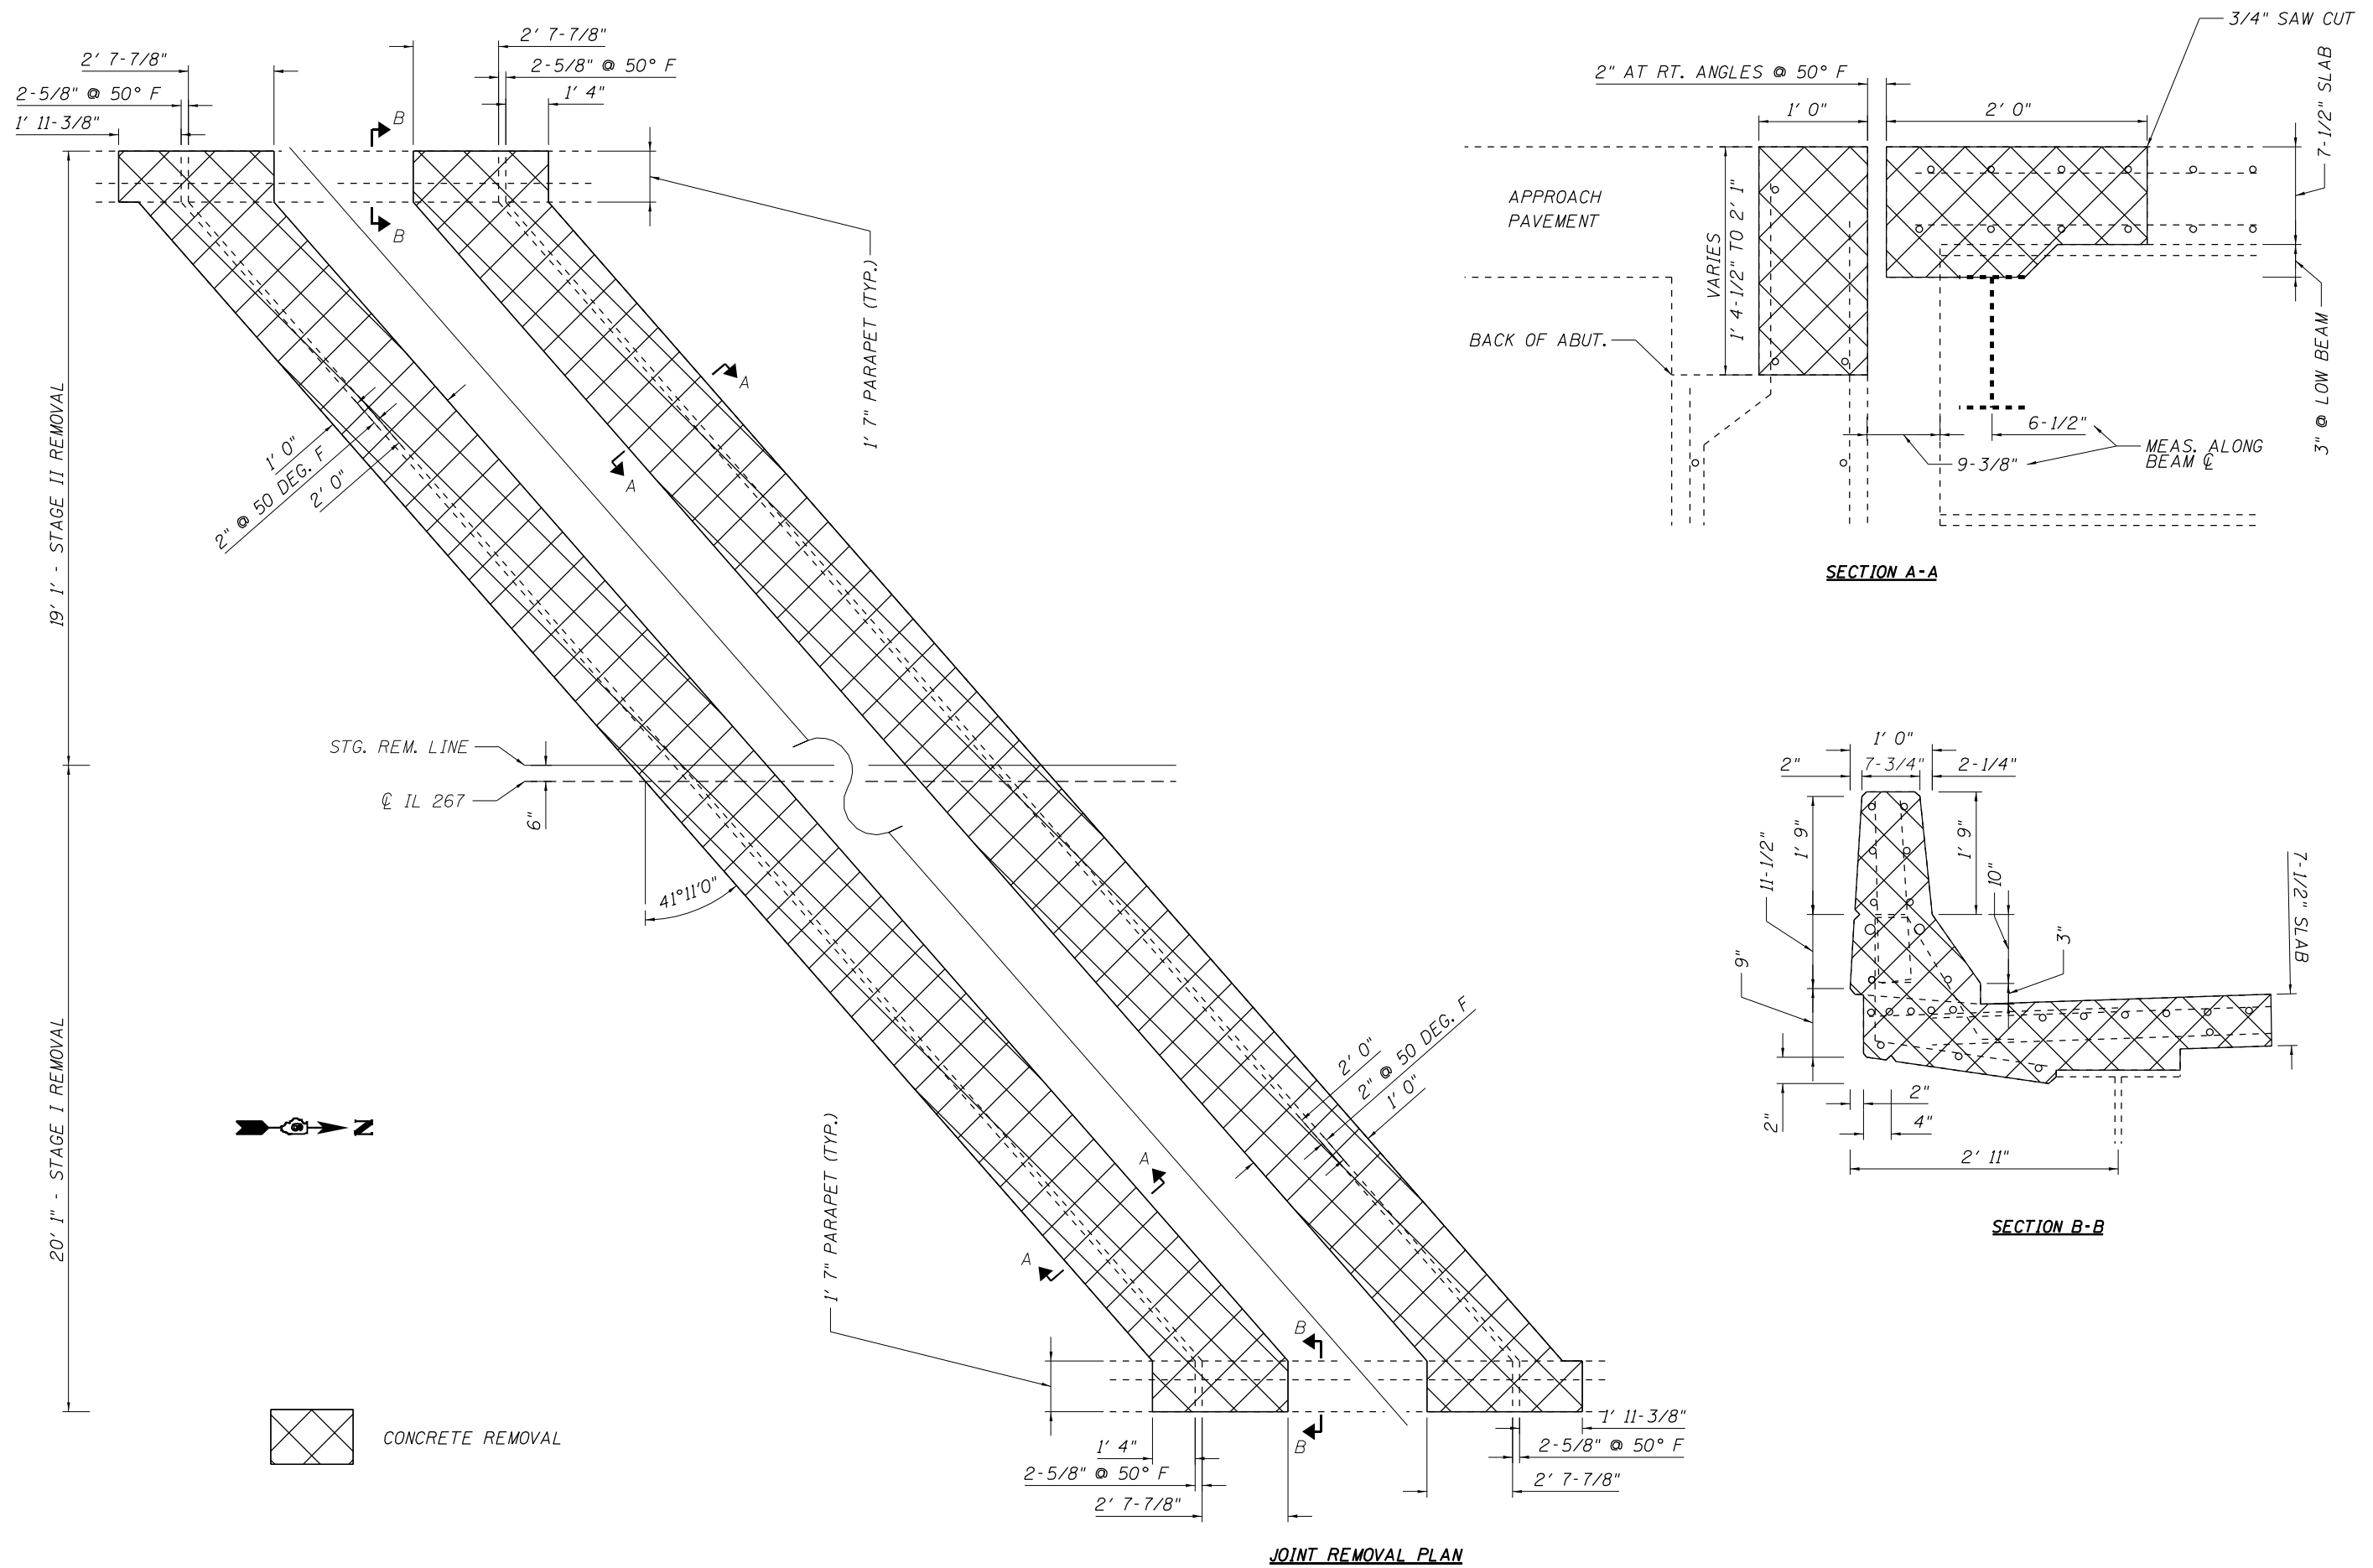 2' 7-7/8"
2-5/8" @ 50° F
1' 11-3/8"
2' 7-7/8"
2-5/8" @ 50° F
1' 4"
B
B
1' 7" PARAPET (TYP.)
A
A
19' 1' - STAGE II REMOVAL
1' 0"
2" @ 50 DEG. F
2' 0"
STG. REM. LINE
℄ IL 267
6"
41°11'0"
20' 1" - STAGE I REMOVAL
N
2' 0"
2" @ 50 DEG. F
1' 0"
A
A
1' 7" PARAPET (TYP.)
B
B
CONCRETE REMOVAL
1' 4"
2-5/8" @ 50° F
2' 7-7/8"
1' 11-3/8"
2-5/8" @ 50° F
2' 7-7/8"
JOINT REMOVAL PLAN
3/4" SAW CUT
2" AT RT. ANGLES @ 50° F
1' 0"
2' 0"
7-1/2" SLAB
APPROACH
PAVEMENT
VARIES
1' 4-1/2" TO 2' 1"
BACK OF ABUT.
3" @ LOW BEAM
6-1/2"
9-3/8"
MEAS. ALONG
BEAM ℄
SECTION A-A
1' 0"
2"
7-3/4"
2-1/4"
1' 9"
1' 9"
11-1/2"
10"
3"
9"
7-1/2" SLAB
2"
2"
4"
2' 11"
SECTION B-B